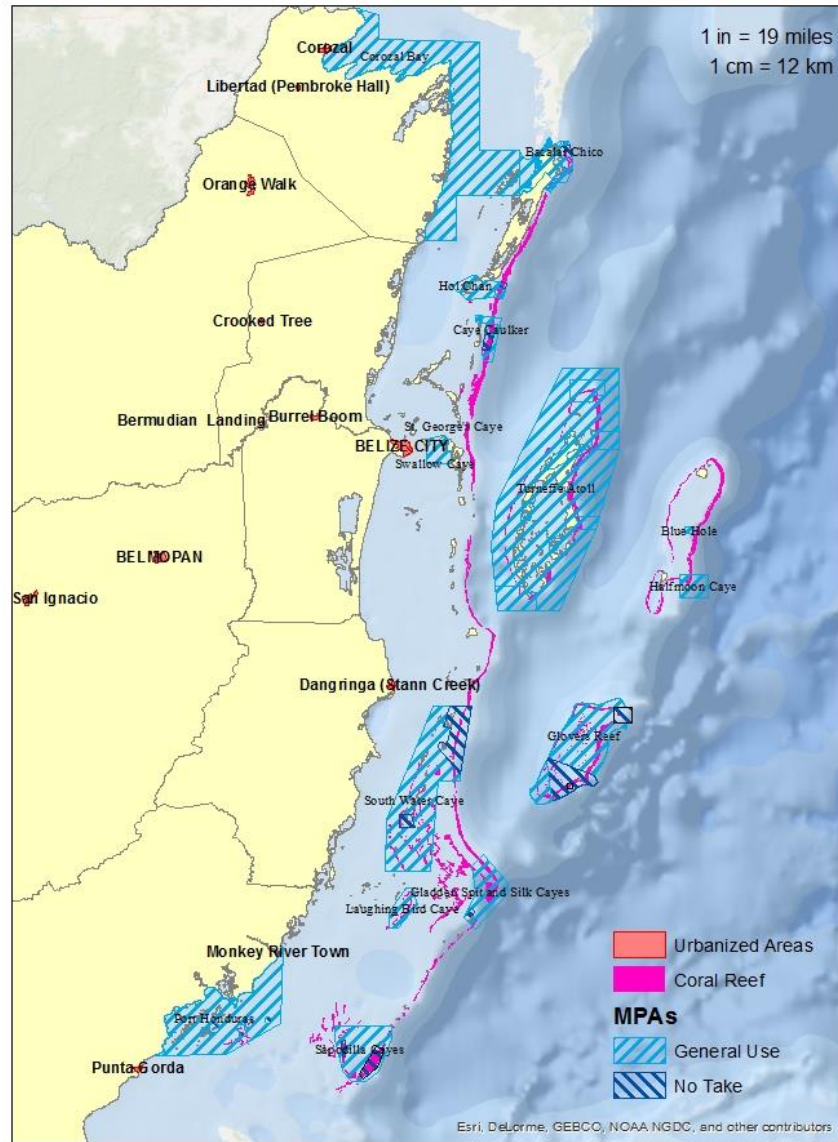 1 in = 19 miles
1 cm = 12 km
Corozal
Corozal Bay
Libertad (Pembroke Hall)
Bacalar Chico
Orange Walk
Hol Chan
Crooked Tree
Caye Caulker
Bermudian Landing
Burrel Boom
St. George's Caye
BELIZE CITY
Swallow Caye
Turneffe Atoll
Blue Hole
BELMOPAN
Halfmoon Caye
San Ignacio
Dangringa (Stann Creek)
Glovers Reef
South Water Caye
Gladden Spit and Silk Cayes
Laughing Bird Caye
Monkey River Town
Port Honduras
Sapodilla Cayes
Punta Gorda
Urbanized Areas
Coral Reef
MPAs
General Use
No Take
Esri, DeLorme, GEBCO, NOAA NGDC, and other contributors